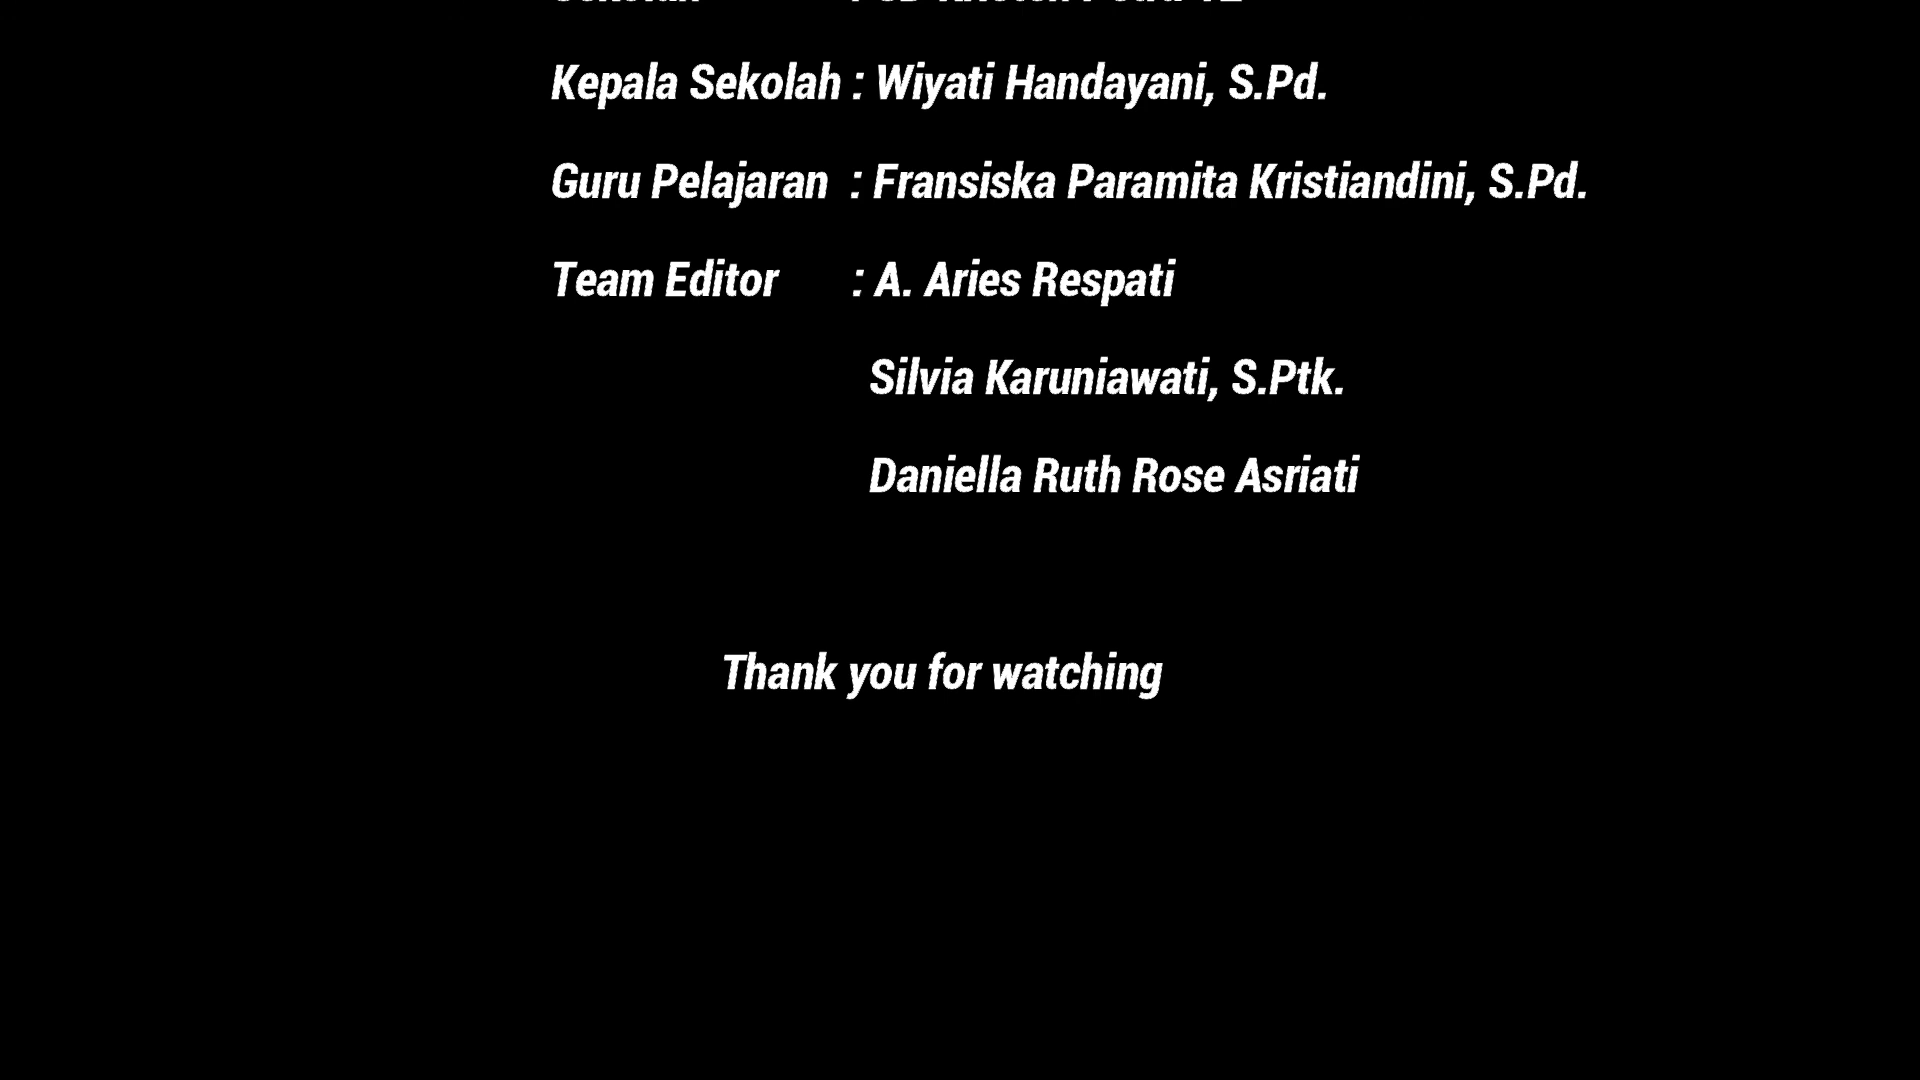 Kepala Sekolah : Wiyati Handayani, S.Pd.
Guru Pelajaran : Fransiska Paramita Kristiandini, S.Pd.
Team Editor : A. Aries Respati
Silvia Karuniawati, S.Ptk.
Daniella Ruth Rose Asriati
Thank you for watching